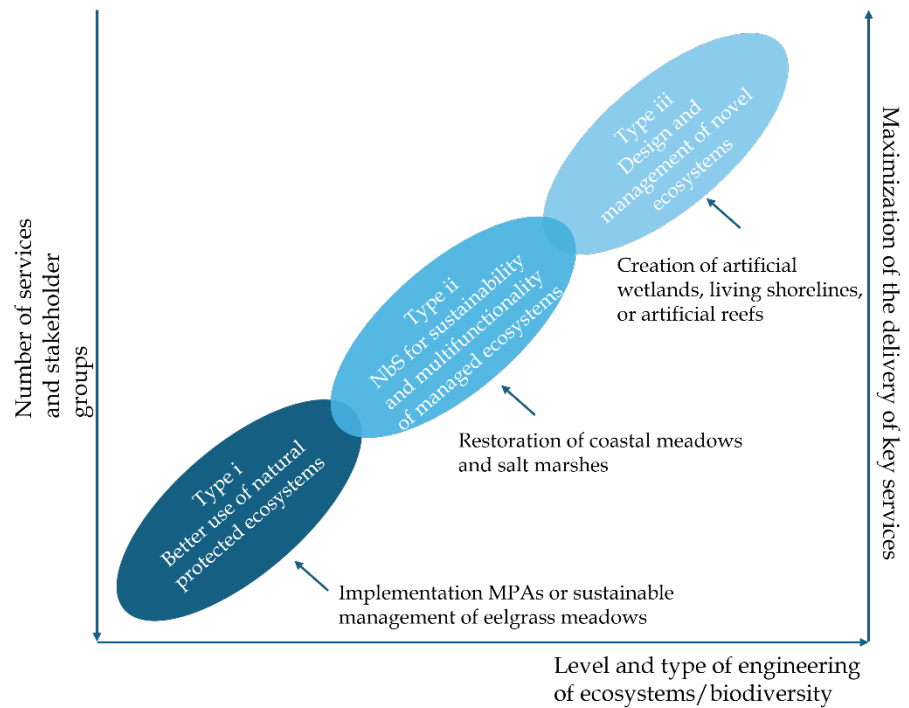 Type iii
Design and
management of novel
ecosystems
Creation of artificial
wetlands, living shorelines,
or artificial reefs
Type ii
NbS for sustainability
and multifunctionality
of managed ecosystems
Restoration of coastal meadows
and salt marshes
Type i
Better use of natural
protected ecosystems
Implementation MPAs or sustainable
management of eelgrass meadows
Number of services
and stakeholder
groups
Maximization of the delivery of key services
Level and type of engineering
of ecosystems/biodiversity